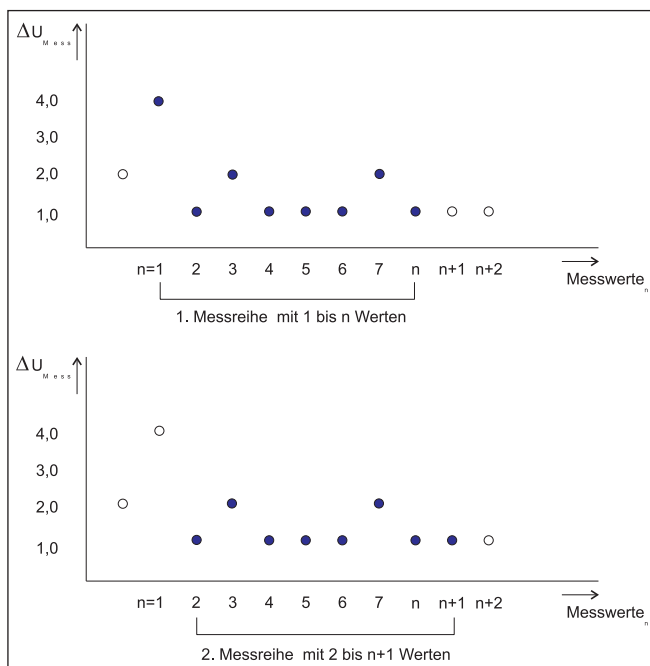 ΔU Mess
4,0
3,0
2,0
1,0
n=1 2 3 4 5 6 7 n n+1 n+2
Messwerte n
1. Messreihe mit 1 bis n Werten
ΔU Mess
4,0
3,0
2,0
1,0
n=1 2 3 4 5 6 7 n n+1 n+2
Messwerte n
2. Messreihe mit 2 bis n+1 Werten